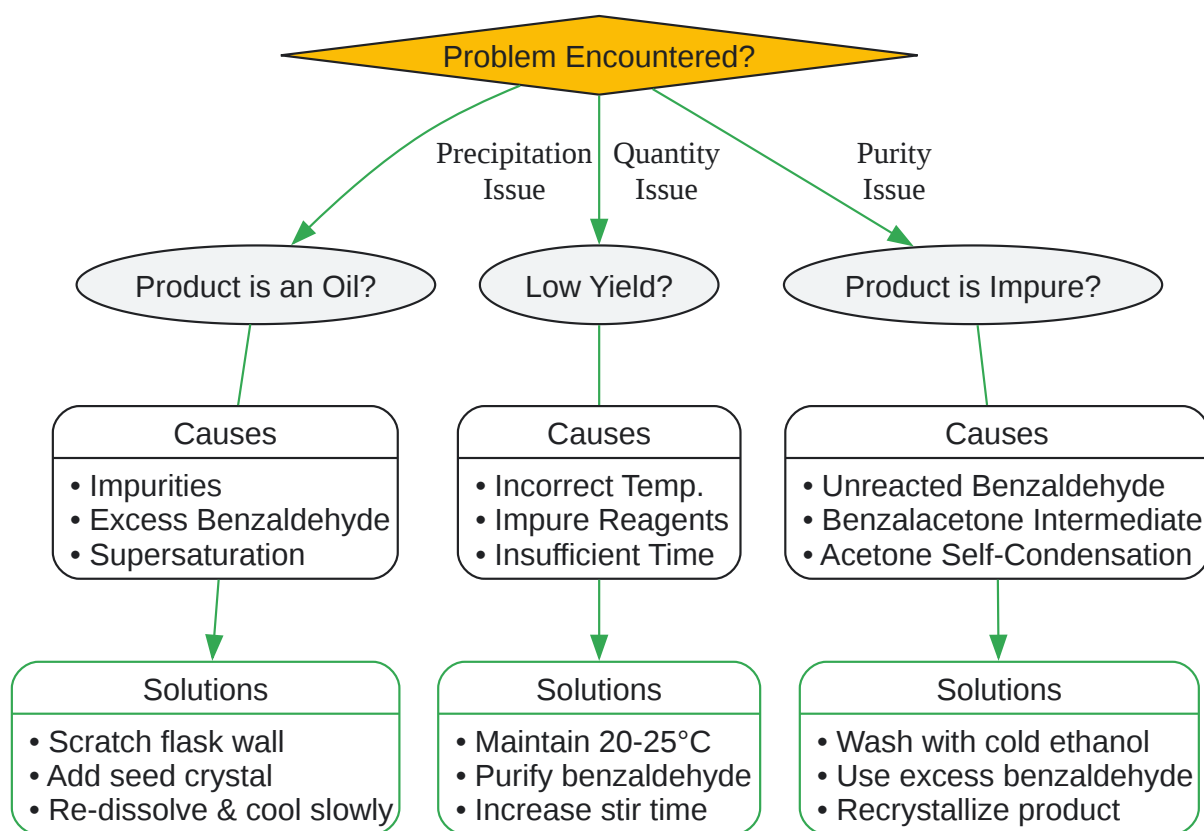 Problem Encountered?
Precipitation
Issue
Quantity
Issue
Purity
Issue
Product is an Oil?
Low Yield?
Product is Impure?
Causes
• Impurities
• Excess Benzaldehyde
• Supersaturation
Causes
• Incorrect Temp.
• Impure Reagents
• Insufficient Time
Causes
• Unreacted Benzaldehyde
• Benzalacetone Intermediate
• Acetone Self-Condensation
Solutions
• Scratch flask wall
• Add seed crystal
• Re-dissolve & cool slowly
Solutions
• Maintain 20-25°C
• Purify benzaldehyde
• Increase stir time
Solutions
• Wash with cold ethanol
• Use excess benzaldehyde
• Recrystallize product